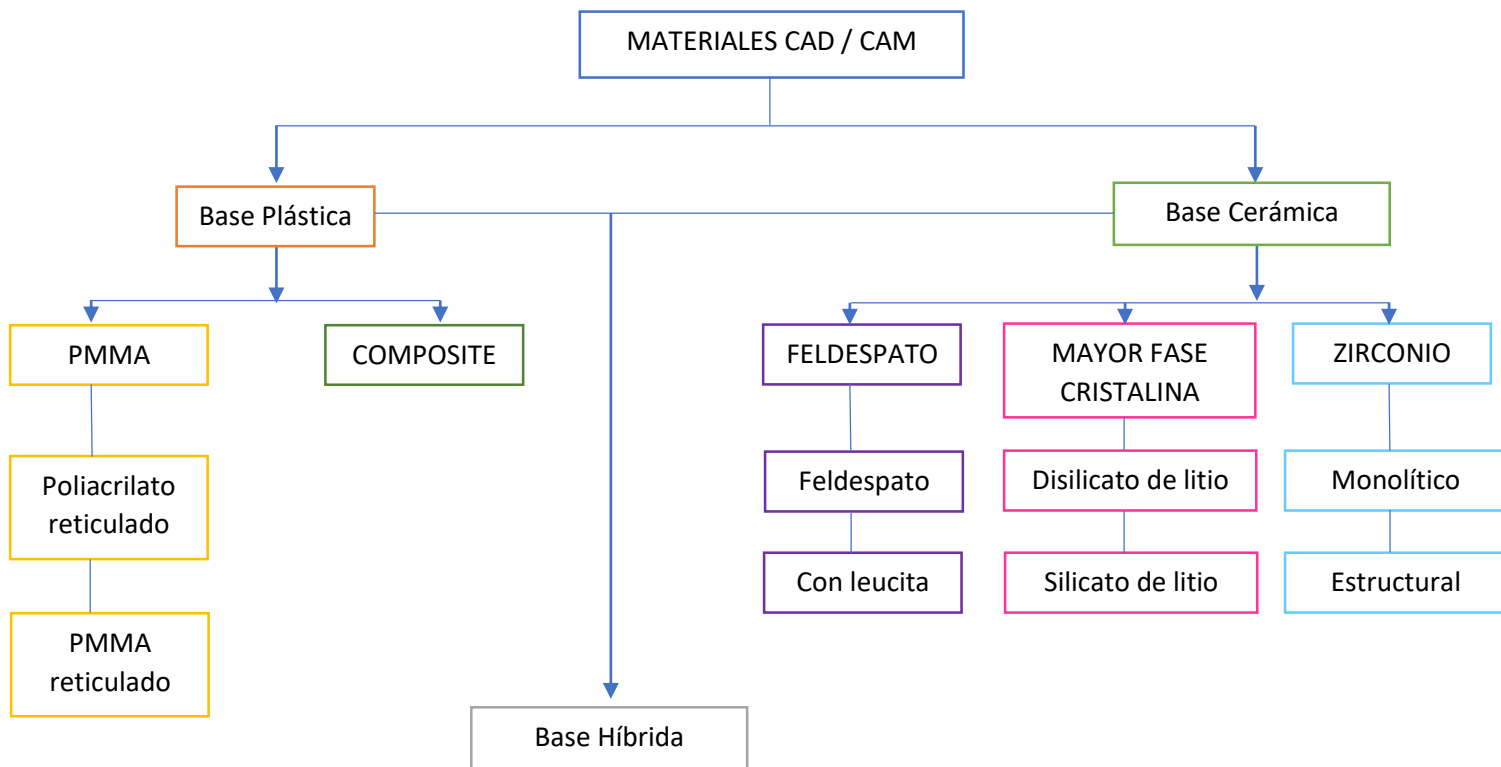 MATERIALES CAD / CAM
Base Plástica
Base Cerámica
PMMA
COMPOSITE
FELDESPATO
MAYOR FASE
CRISTALINA
ZIRCONIO
Poliacrilato
reticulado
Feldespato
Disilicato de litio
Monolítico
Con leucita
Silicato de litio
Estructural
PMMA
reticulado
Base Híbrida